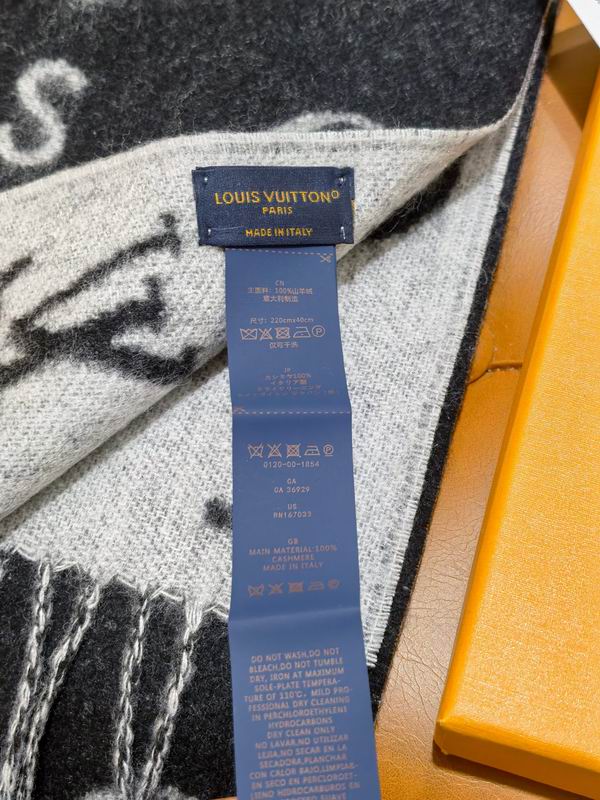 S
LOUIS VUITTON
PARIS
MADE IN ITALY
CN
主面料: 100%山羊绒
意大利制造
尺寸: 220cmx40cm
仅可干洗
JP
カシミヤ100%
イタリア製
0120-00-1854
CA
CA 36929
US
RN167033
GB
MAIN MATERIAL:100%
CASHMERE
MADE IN ITALY
DO NOT WASH,DO NOT
BLEACH,DO NOT TUMBLE
DRY, IRON AT MAXIMUM
SOLE-PLATE TEMPERA-
TURE OF 110℃, MILD PRO-
FESSIONAL DRY CLEANING
IN PERCHLOROETHYLENE
HYDROCARBONS
DRY CLEAN ONLY
NO LAVAR,NO UTILIZAR
LEJIA,NO SECAR EN LA
SECADORA,PLANCHAR
CON CALOR BAJO,LIMPIAR-
EN SECO EN PERCLOROET-
LIENO HIDROCARBUROS EN